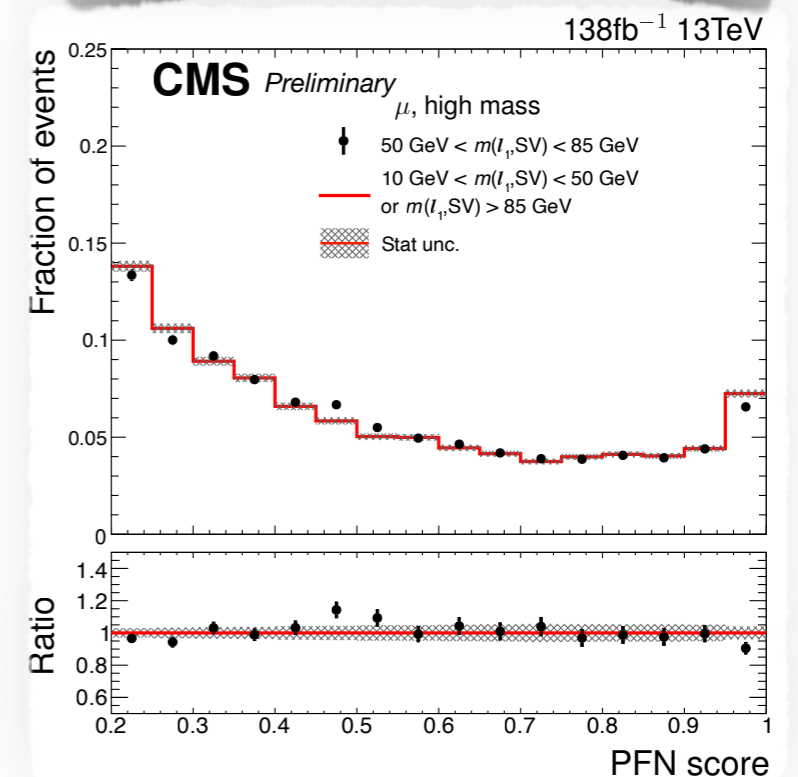 138fb⁻¹ 13TeV
CMS Preliminary
μ, high mass
50 GeV < m(ℓ₁,SV) < 85 GeV
10 GeV < m(ℓ₁,SV) < 50 GeV
or m(ℓ₁,SV) > 85 GeV
Stat unc.
Fraction of events
0.25
0.2
0.15
0.1
0.05
0
Ratio
1.4
1.2
1
0.8
0.6
0.2 0.3 0.4 0.5 0.6 0.7 0.8 0.9 1
PFN score